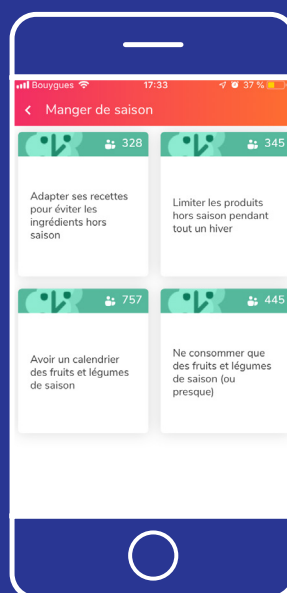 Bouygues 17:33 37 %
Manger de saison
328
Adapter ses recettes
pour éviter les
ingrédients hors
saison
345
Limiter les produits
hors saison pendant
tout un hiver
757
Avoir un calendrier
des fruits et légumes
de saison
445
Ne consommer que
des fruits et légumes
de saison (ou
presque)